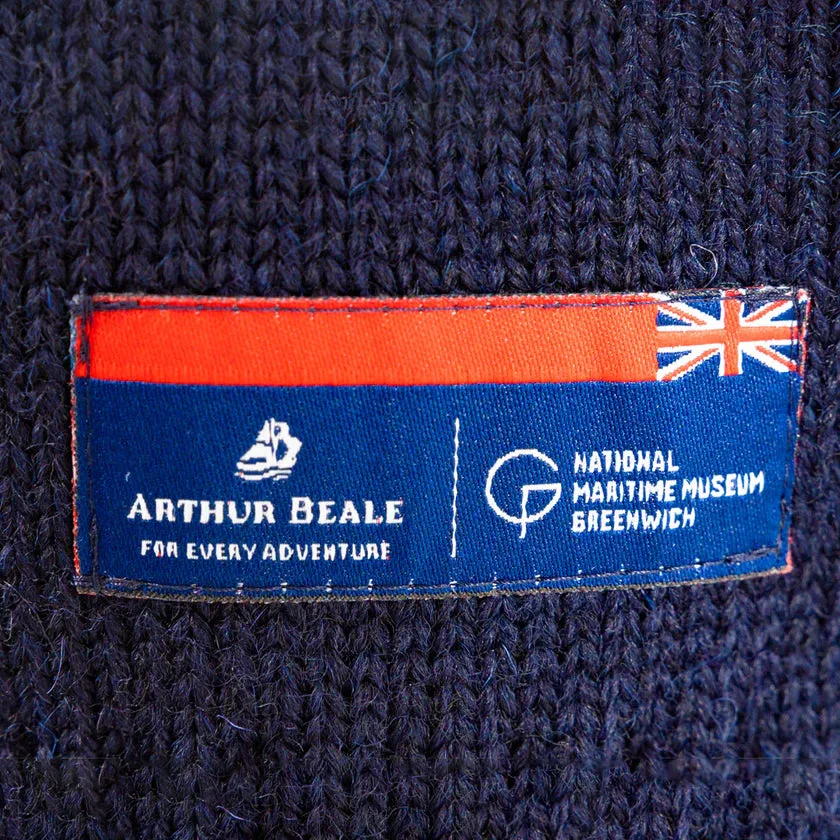 ARTHUR BEALE
FOR EVERY ADVENTURE
NATIONAL
MARITIME MUSEUM
GREENWICH